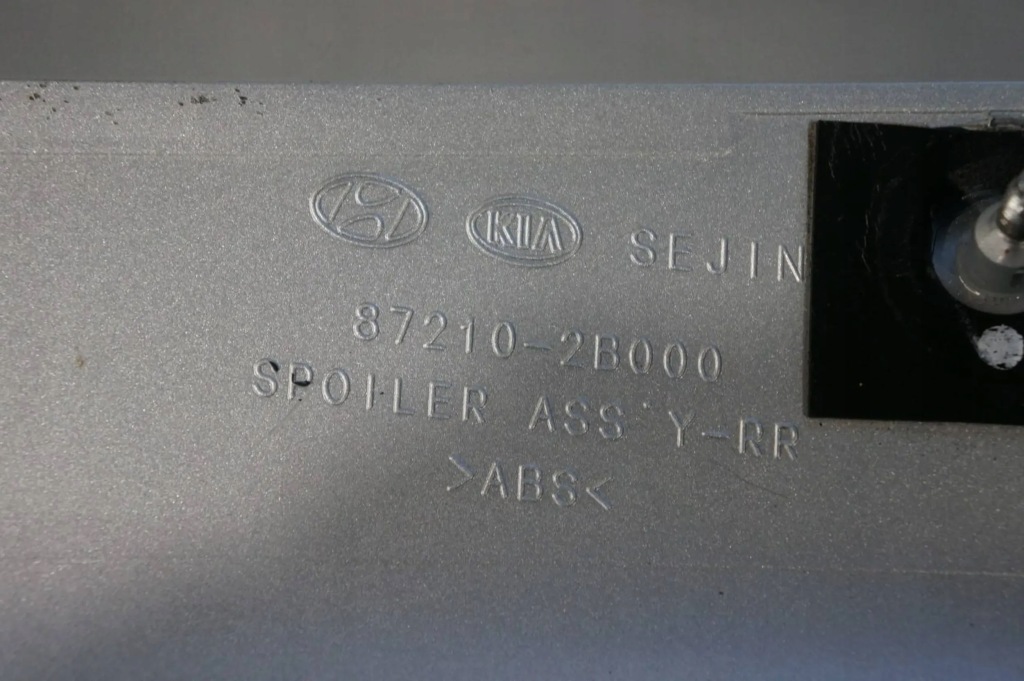 KIA SEJIN
87210-2B000
SPOILER ASS'Y-RR
>ABS<